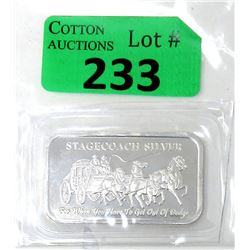 COTTON
AUCTIONS
Lot #
233
STAGECOACH SILVER
For When You Have To Get Out Of Dodge